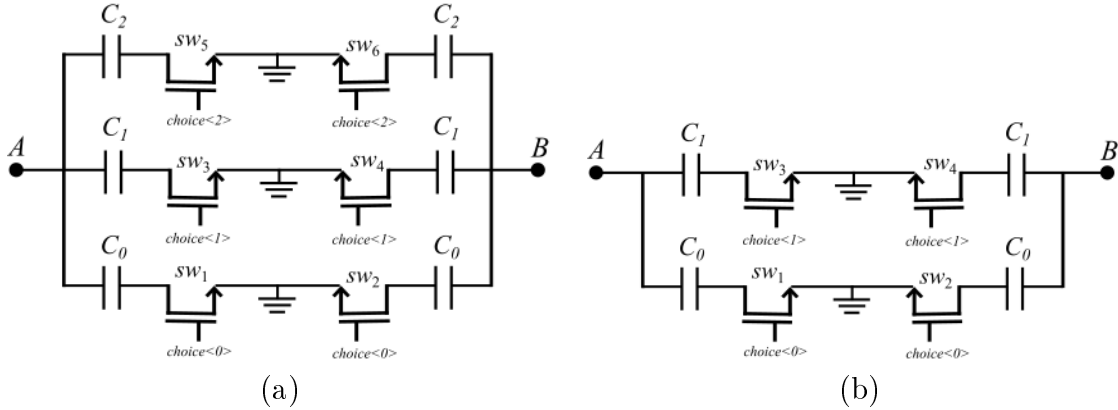 C₂ C₂
sw₅ sw₆
choice<2> choice<2>
A C₁ C₁ B
sw₃ sw₄
choice<1> choice<1>
C₀ C₀
sw₁ sw₂
choice<0> choice<0>
(a)
A C₁ C₁ B
sw₃ sw₄
choice<1> choice<1>
C₀ C₀
sw₁ sw₂
choice<0> choice<0>
(b)